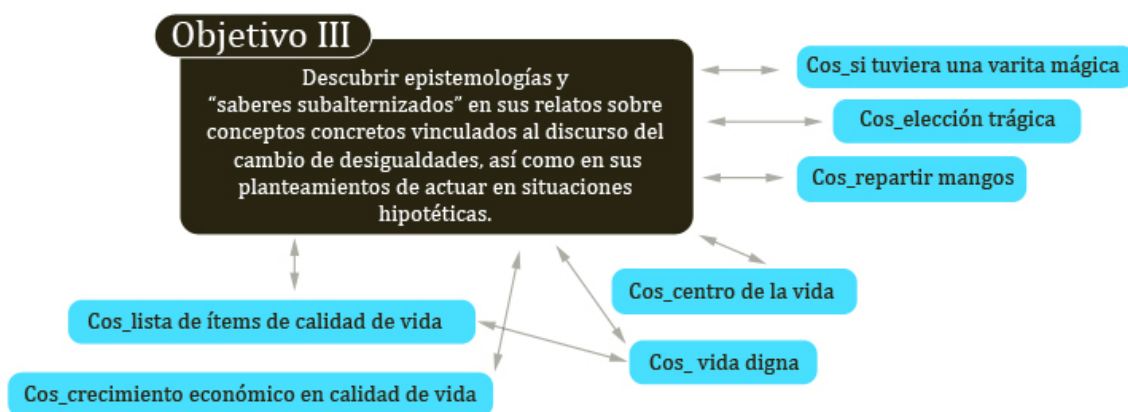 Objetivo III
Descubrir epistemologías y
“saberes subalternizados” en sus relatos sobre
conceptos concretos vinculados al discurso del
cambio de desigualdades, así como en sus
planteamientos de actuar en situaciones
hipotéticas.
Cos_si tuviera una varita mágica
Cos_elección trágica
Cos_repartir mangos
Cos_centro de la vida
Cos_lista de ítems de calidad de vida
Cos_ vida digna
Cos_crecimiento económico en calidad de vida